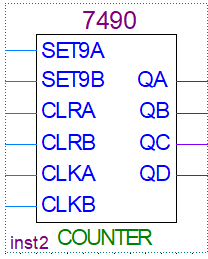 7490
SET9A
SET9B QA
CLRA QB
CLRB QC
CLKA QD
CLKB
inst2 COUNTER